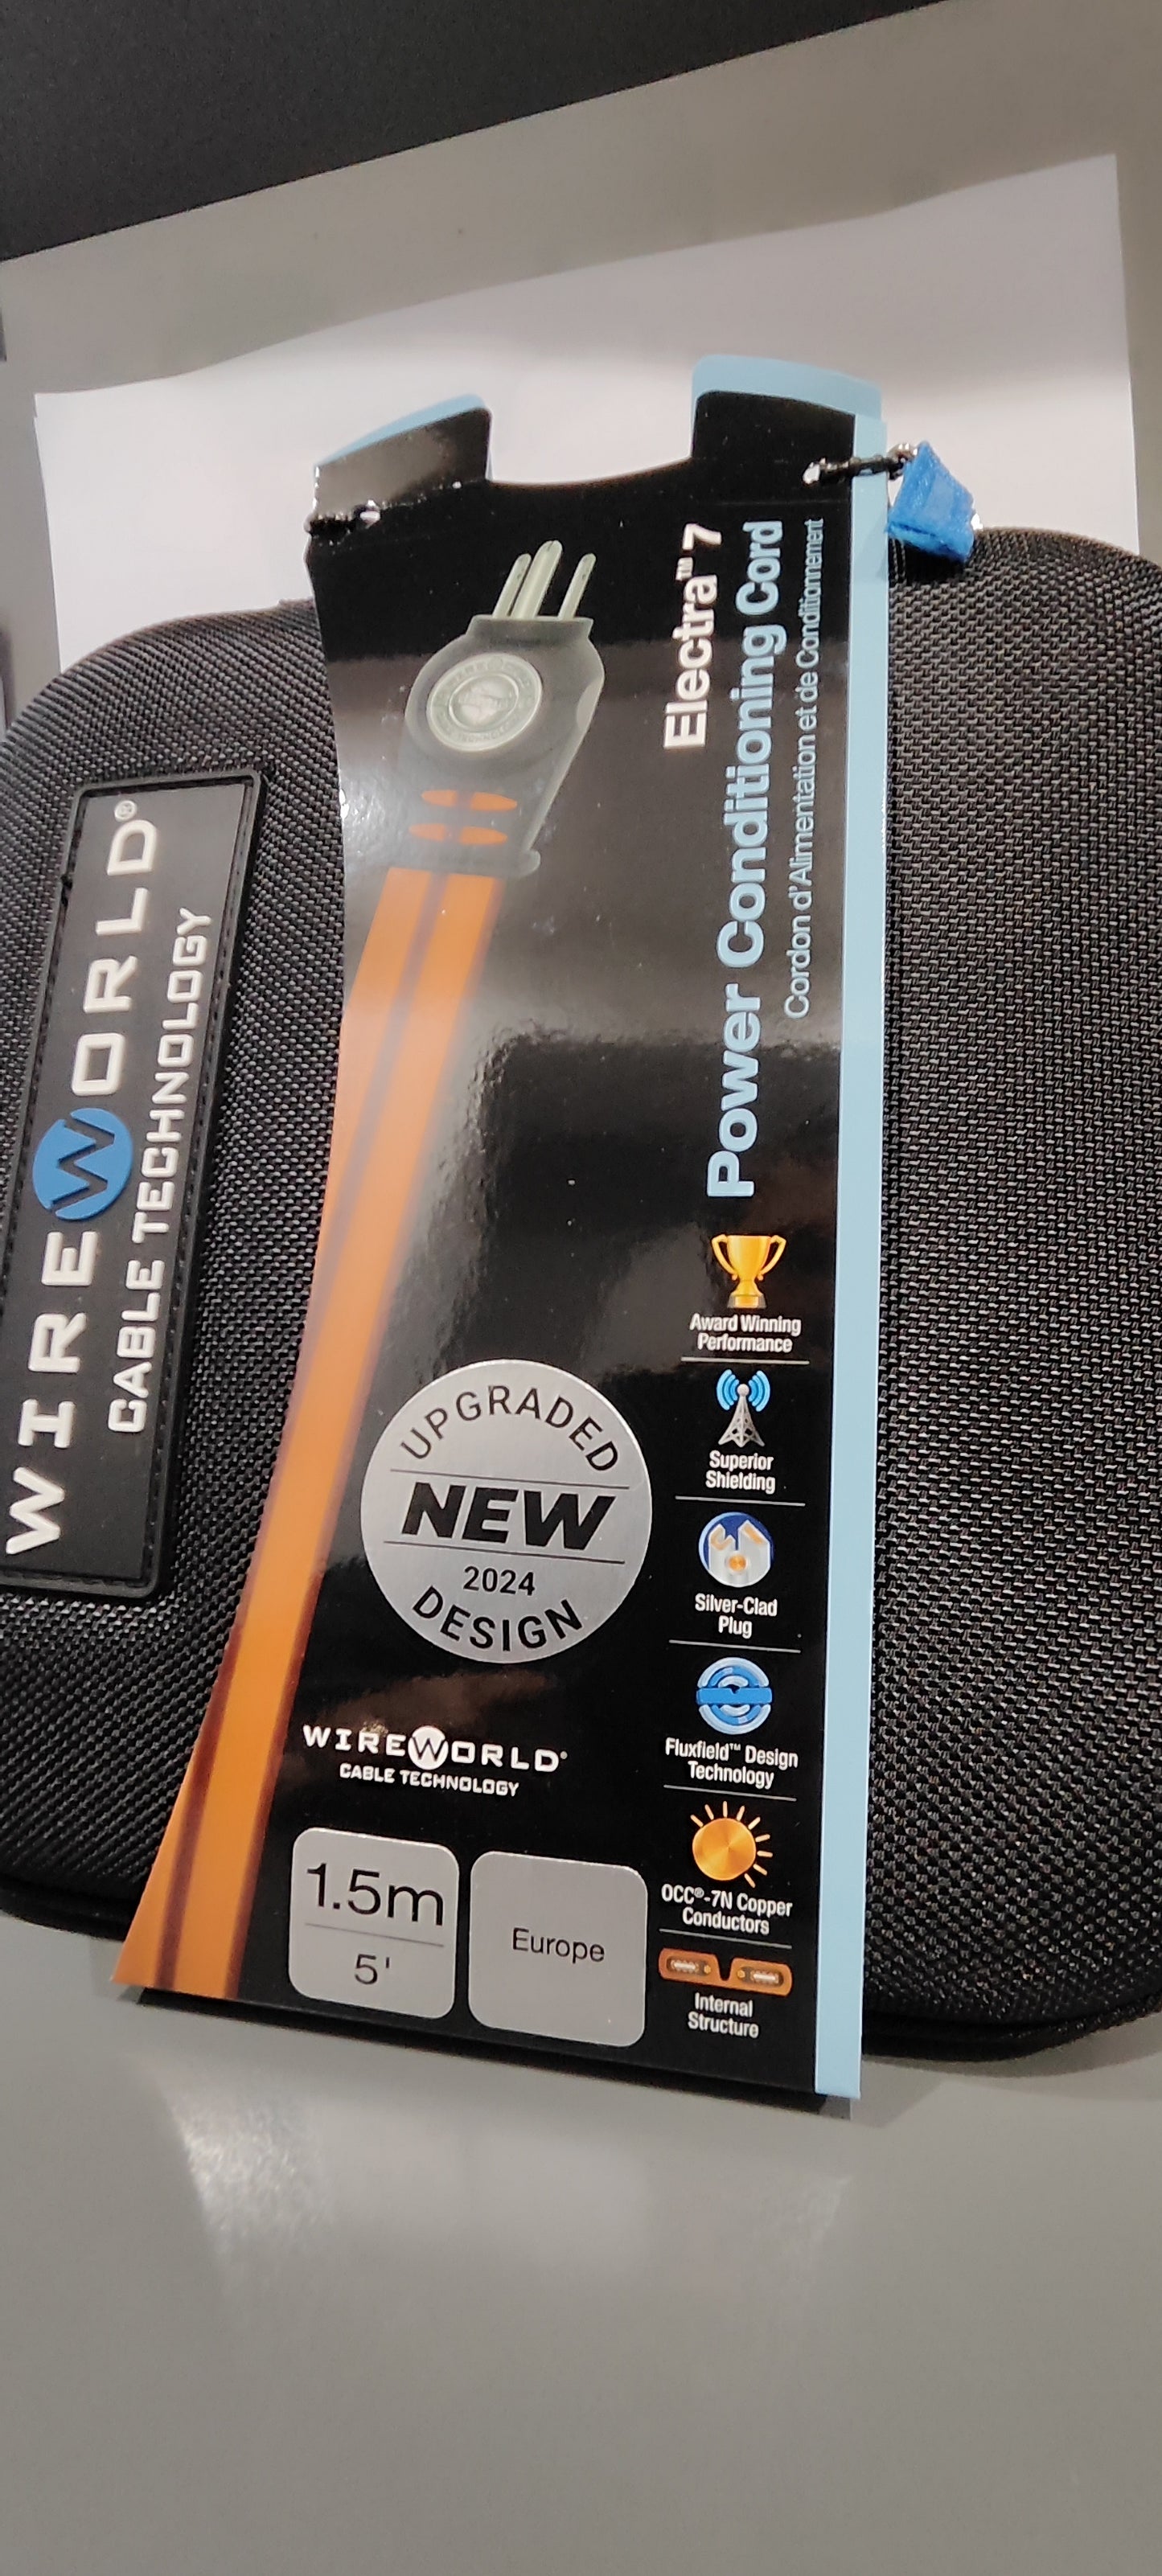 WIREWORLD®
CABLE TECHNOLOGY
Electra™ 7
Power Conditioning Cord
Cordon d'Alimentation et de Conditionnement
Award Winning
Performance
Superior
Shielding
Silver-Clad
Plug
Fluxfield™ Design
Technology
OCC®-7N Copper
Conductors
Internal
Structure
UPGRADED
NEW
2024
DESIGN
WIREWORLD®
CABLE TECHNOLOGY
1.5m
5'
Europe